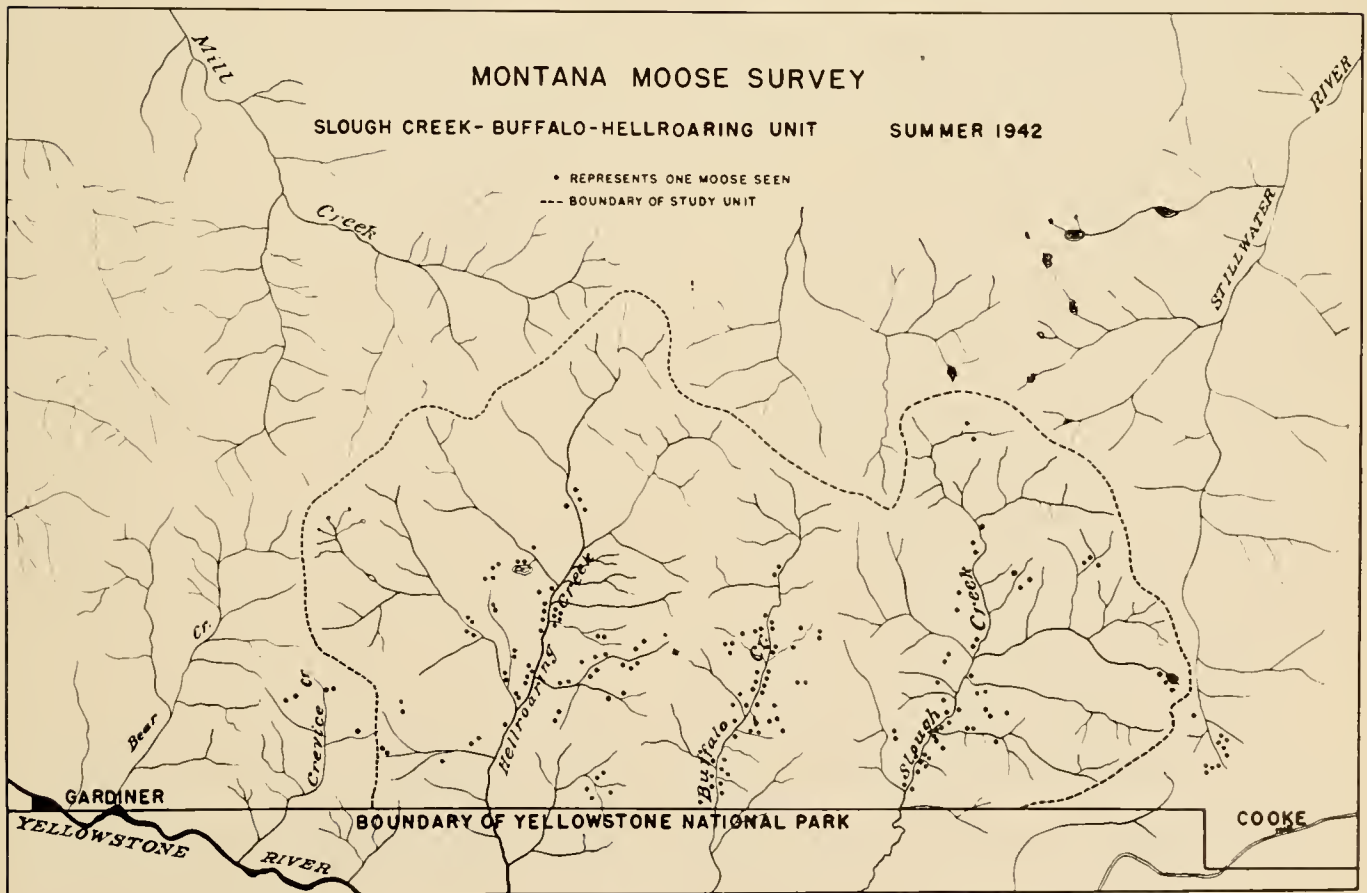 MONTANA MOOSE SURVEY
SLOUGH CREEK-BUFFALO-HELLROARING UNIT SUMMER 1942
• REPRESENTS ONE MOOSE SEEN
--- BOUNDARY OF STUDY UNIT
Mill
Creek
RIVER
STILLWATER
Creek
Hellroaring
Cr.
Buffalo
Creek
Slough
Cr.
Bear
Cr.
Crevice
GARDINER
YELLOWSTONE
RIVER
BOUNDARY OF YELLOWSTONE NATIONAL PARK
COOKE